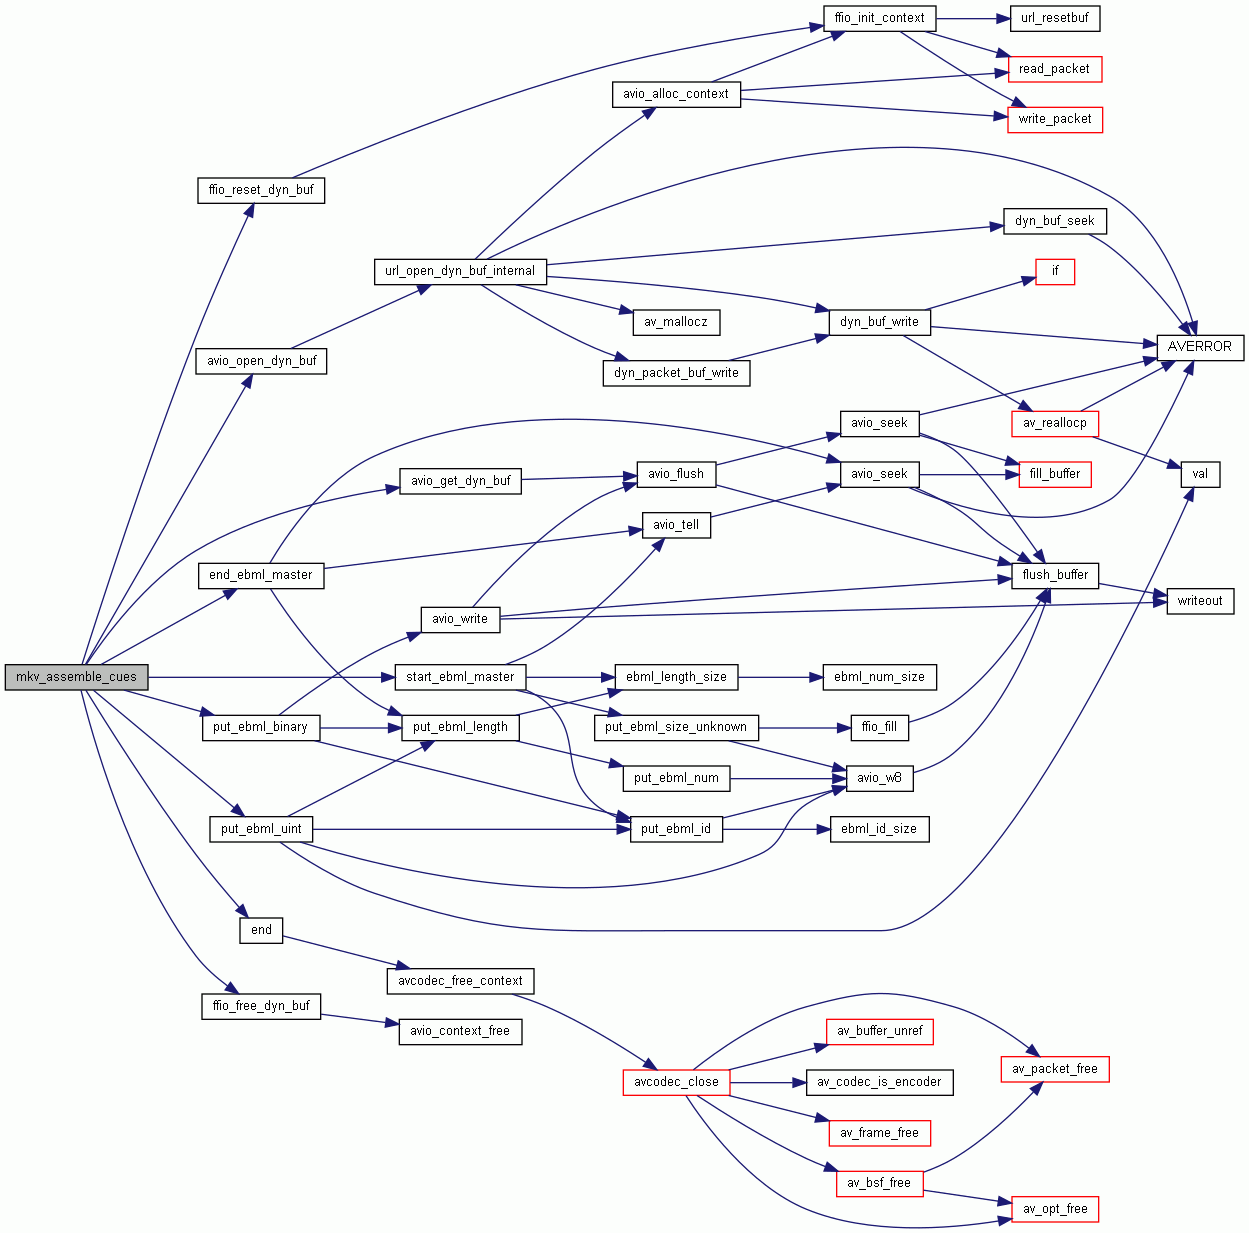 ffio_init_context
url_resetbuf
read_packet
avio_alloc_context
write_packet
ffio_reset_dyn_buf
dyn_buf_seek
url_open_dyn_buf_internal
if
av_mallocz
dyn_buf_write
AVERROR
avio_open_dyn_buf
dyn_packet_buf_write
avio_seek
av_reallocp
avio_get_dyn_buf
avio_flush
avio_seek
fill_buffer
val
avio_tell
end_ebml_master
flush_buffer
writeout
avio_write
mkv_assemble_cues
start_ebml_master
ebml_length_size
ebml_num_size
put_ebml_binary
put_ebml_length
put_ebml_size_unknown
ffio_fill
put_ebml_num
avio_w8
put_ebml_uint
put_ebml_id
ebml_id_size
end
avcodec_free_context
ffio_free_dyn_buf
avio_context_free
av_buffer_unref
av_packet_free
avcodec_close
av_codec_is_encoder
av_frame_free
av_bsf_free
av_opt_free